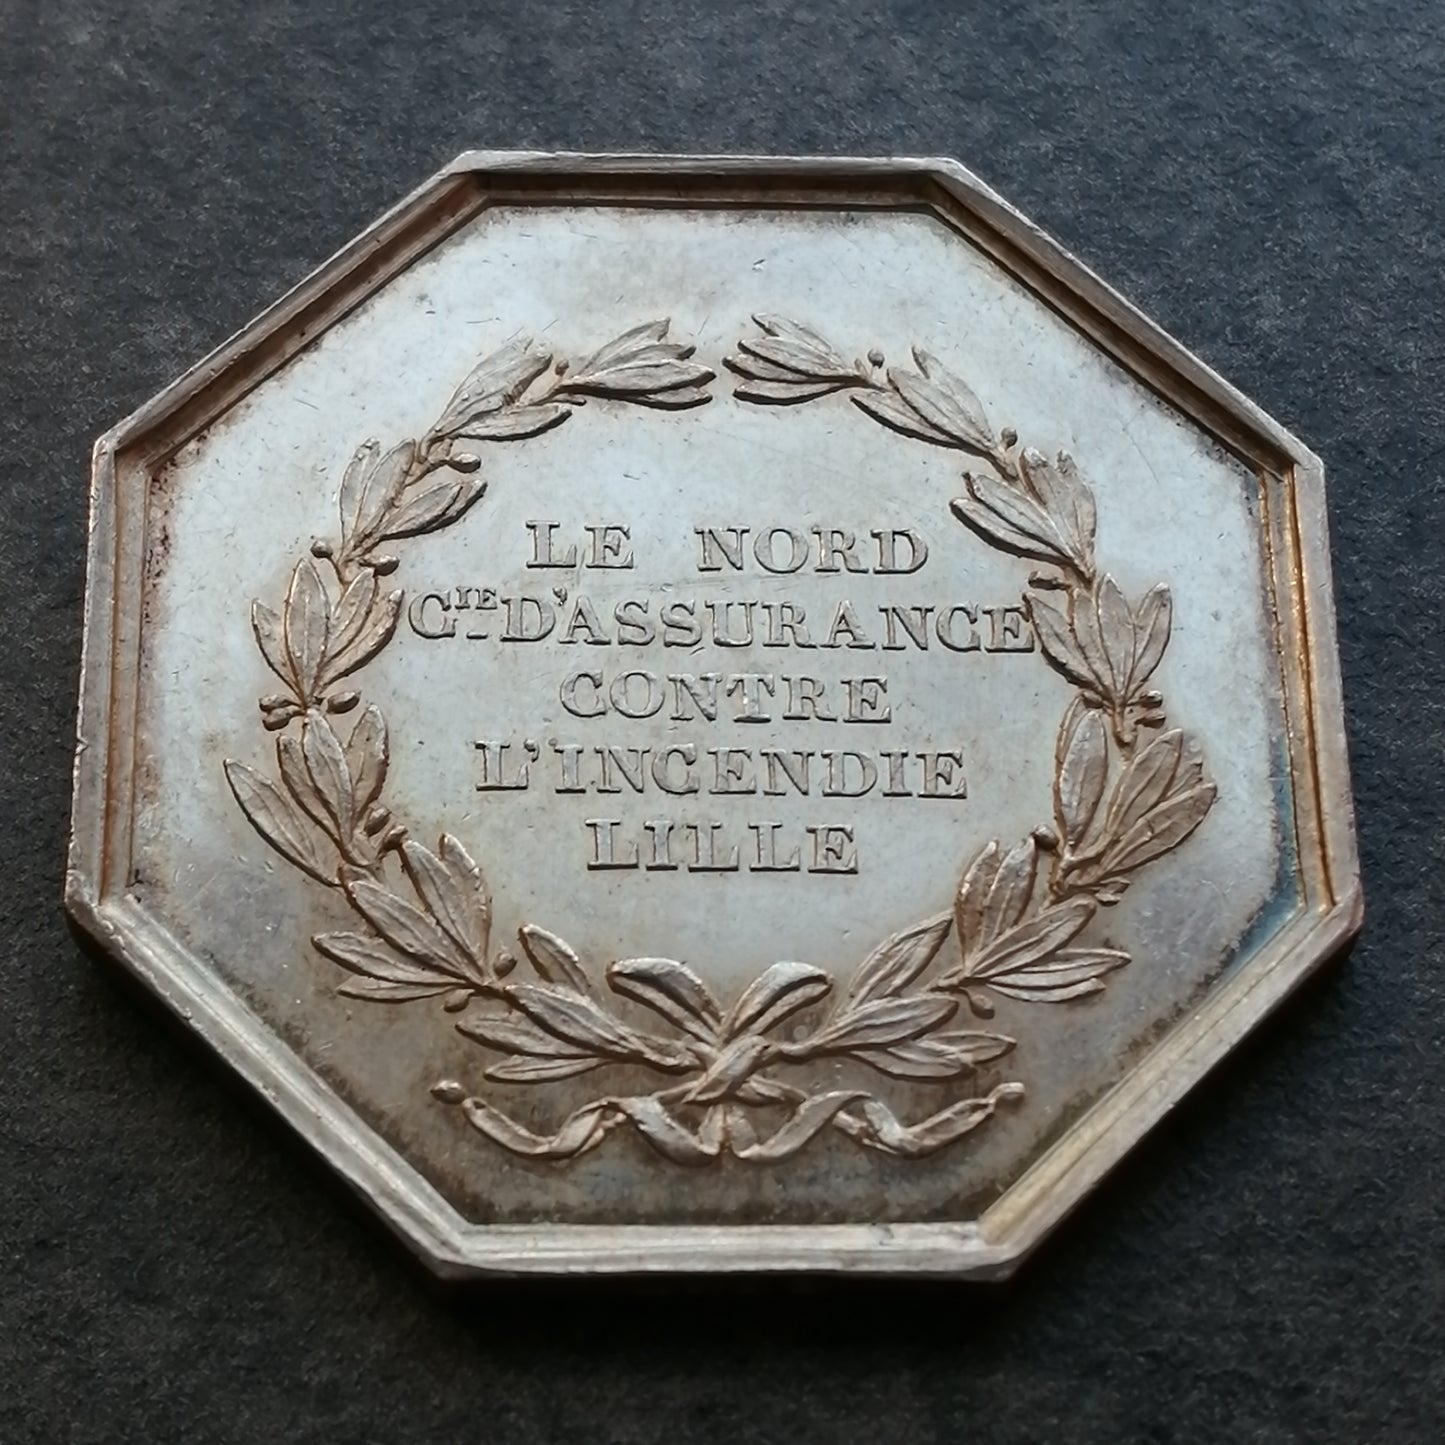 LE NORD
CIE D'ASSURANCE
CONTRE
L'INCENDIE
LILLE